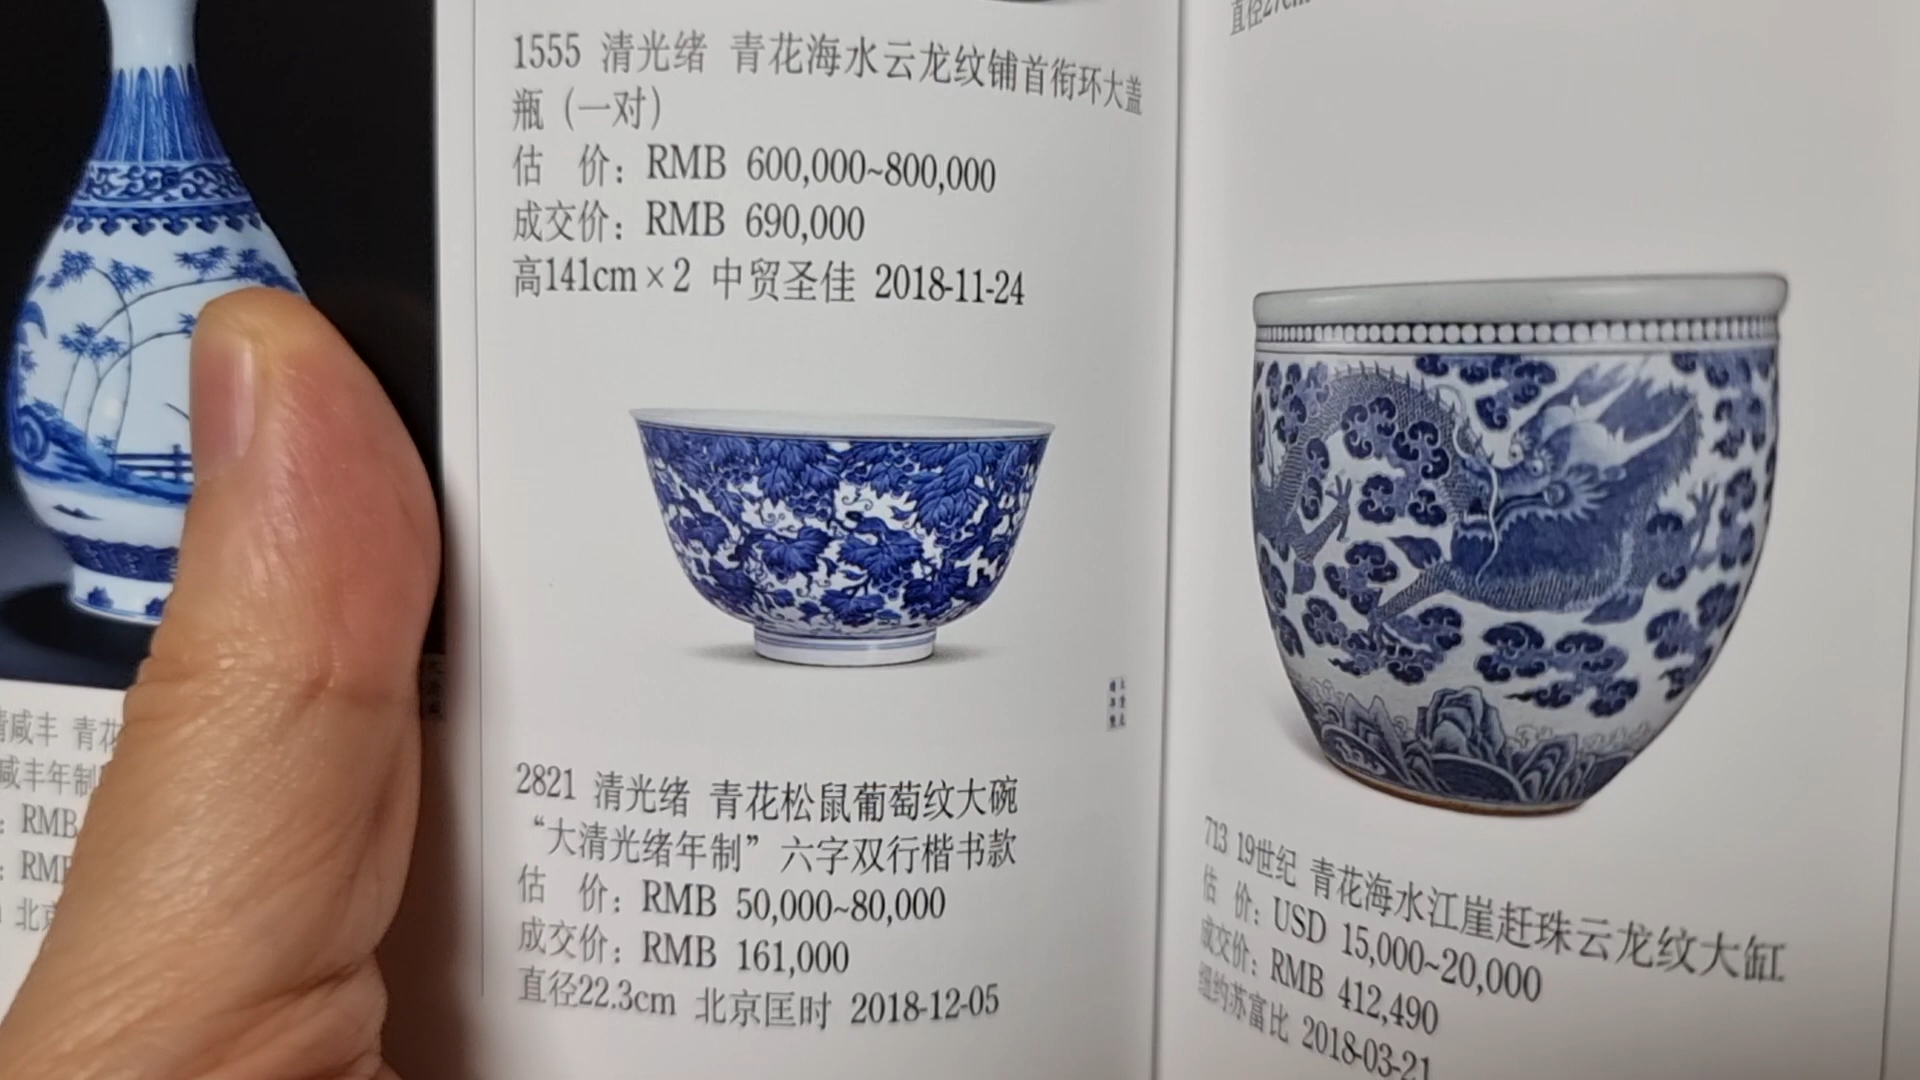 1555 清光绪 青花海水云龙纹铺首衔环大盖
瓶（一对）
估 价：RMB 600,000~800,000
成交价：RMB 690,000
高141cm×2 中贸圣佳 2018-11-24
2821 清光绪 青花松鼠葡萄纹大碗
“大清光绪年制”六字双行楷书款
估 价：RMB 50,000~80,000
成交价：RMB 161,000
直径22.3cm 北京匡时 2018-12-05
直径27cm
713 19世纪 青花海水江崖赶珠云龙纹大缸
估 价：USD 15,000~20,000
成交价：RMB 412,490
纽约苏富比 2018-03-21
清咸丰 青花
咸丰年制
：RMB
：RMB
北京